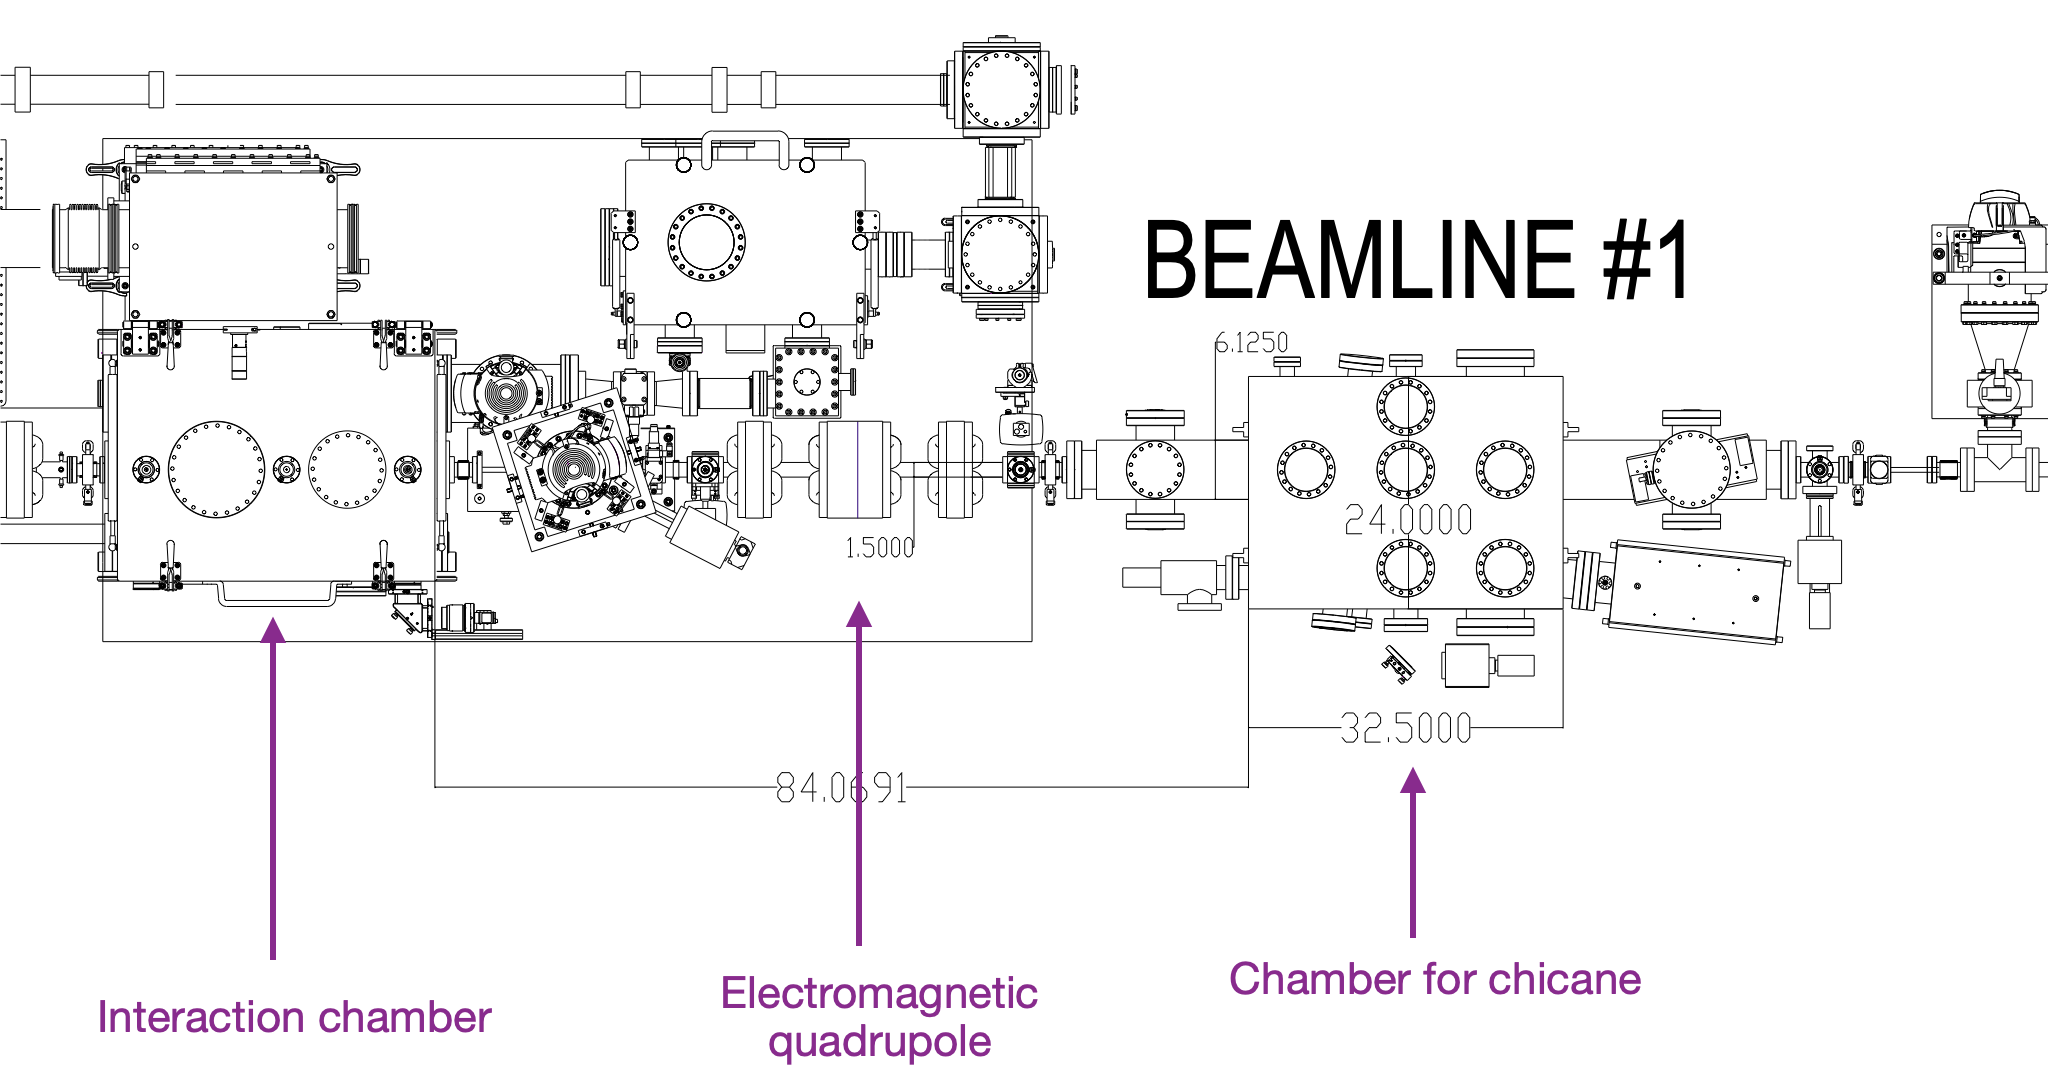 BEAMLINE #1
6.1250
24.0000
1.5000
32.5000
84.0691
Interaction chamber
Electromagnetic
quadrupole
Chamber for chicane